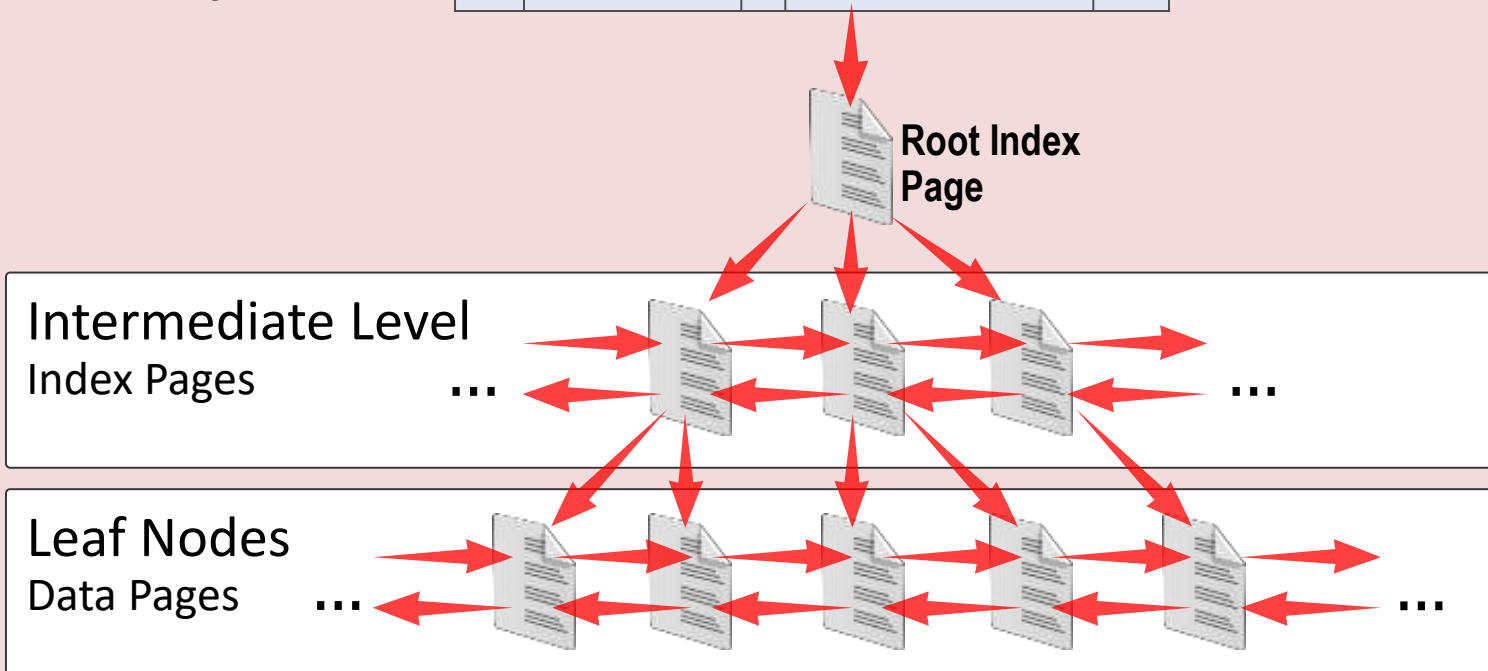 Root Index
Page
Intermediate Level
Index Pages
...
...
Leaf Nodes
Data Pages
...
...